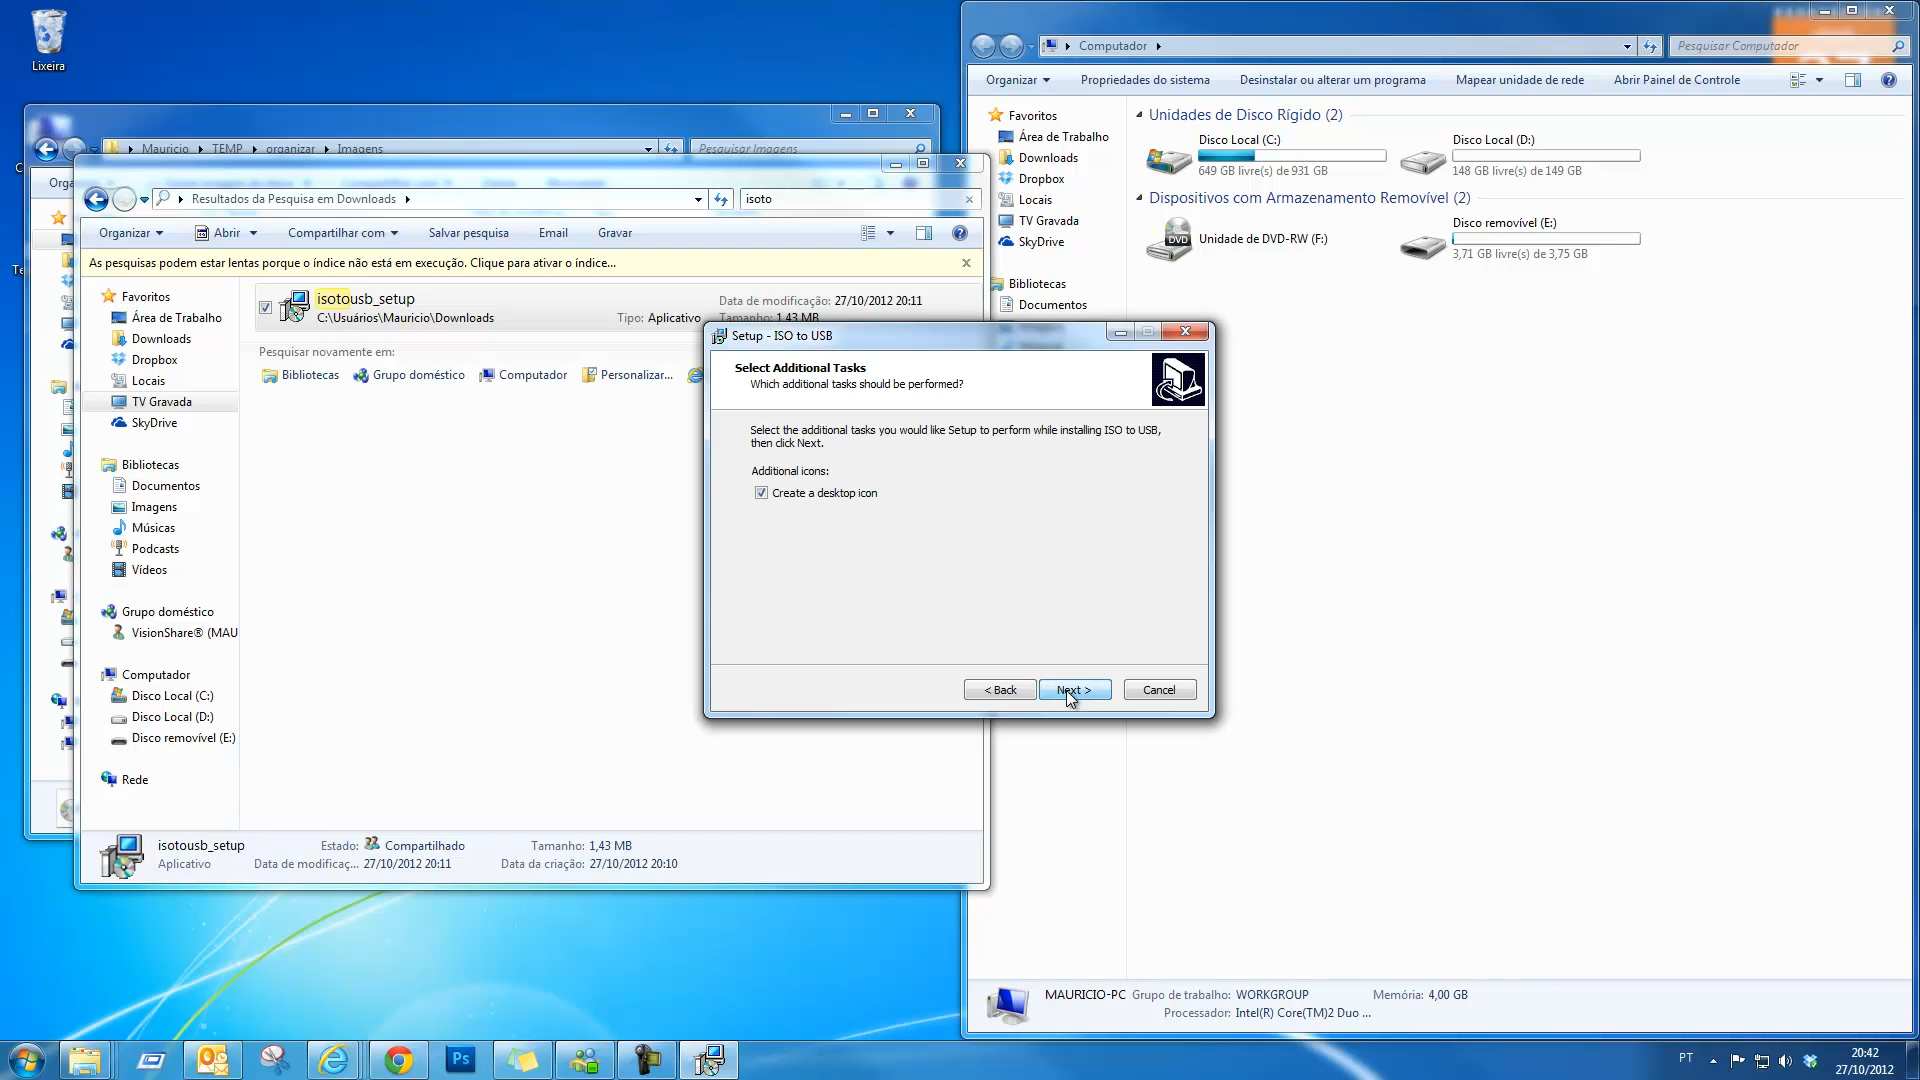 Lixeira
Computador
Pesquisar Computador
Organizar
Propriedades do sistema
Desinstalar ou alterar um programa
Mapear unidade de rede
Abrir Painel de Controle
Favoritos
Área de Trabalho
Downloads
Dropbox
Locais
TV Gravada
SkyDrive
Bibliotecas
Documentos
Unidades de Disco Rígido (2)
Disco Local (C:)
649 GB livre(s) de 931 GB
Disco Local (D:)
148 GB livre(s) de 149 GB
Dispositivos com Armazenamento Removível (2)
Unidade de DVD-RW (F:)
Disco removível (E:)
3,71 GB livre(s) de 3,75 GB
MAURICIO-PC Grupo de trabalho: WORKGROUP Memória: 4,00 GB
Processador: Intel(R) Core(TM)2 Duo ...
Mauricio TEMP organizar Imagens
Pesquisar Imagens
Resultados da Pesquisa em Downloads
isoto
Organizar
Abrir
Compartilhar com
Salvar pesquisa
Email
Gravar
As pesquisas podem estar lentas porque o índice não está em execução. Clique para ativar o índice...
Favoritos
Área de Trabalho
Downloads
Dropbox
Locais
TV Gravada
SkyDrive
Bibliotecas
Documentos
Imagens
Músicas
Podcasts
Vídeos
Grupo doméstico
VisionShare® (MAU
Computador
Disco Local (C:)
Disco Local (D:)
Disco removível (E:)
Rede
isotousb_setup
C:\Usuários\Mauricio\Downloads
Tipo: Aplicativo
Data de modificação: 27/10/2012 20:11
Tamanho: 1,43 MB
Pesquisar novamente em:
Bibliotecas
Grupo doméstico
Computador
Personalizar...
isotousb_setup
Aplicativo
Estado: Compartilhado
Data de modificaç... 27/10/2012 20:11
Tamanho: 1,43 MB
Data da criação: 27/10/2012 20:10
Setup - ISO to USB
Select Additional Tasks
Which additional tasks should be performed?
Select the additional tasks you would like Setup to perform while installing ISO to USB,
then click Next.
Additional icons:
Create a desktop icon
< Back
Next >
Cancel
DVD
Ps
PT
20:42
27/10/2012